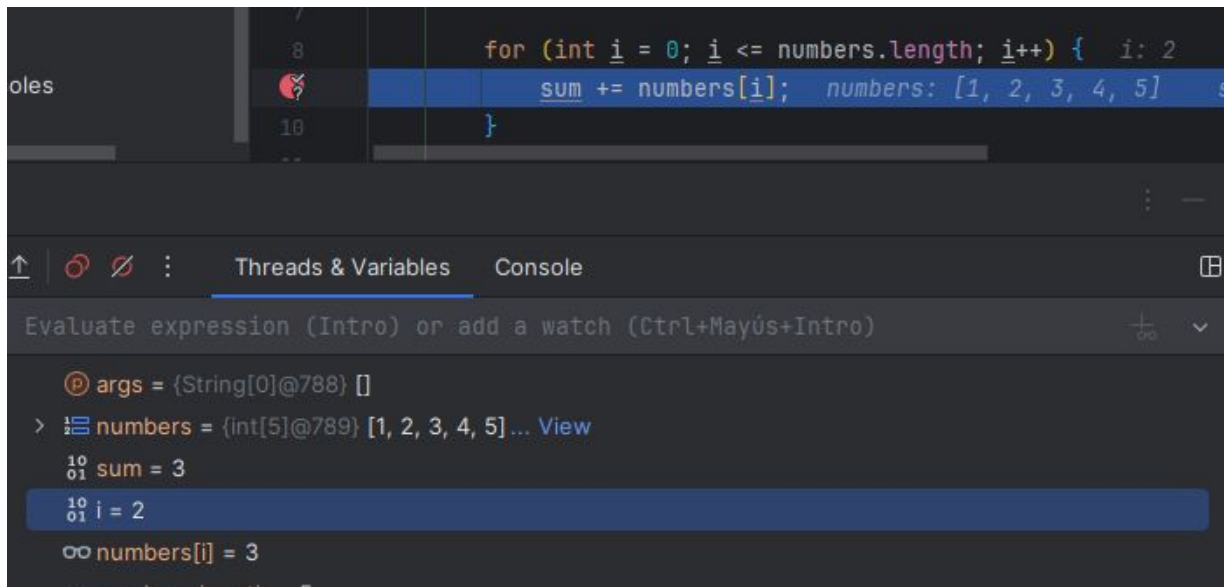 8 for (int i = 0; i <= numbers.length; i++) { i: 2
oles
sum += numbers[i]; numbers: [1, 2, 3, 4, 5]
10 }
Threads & Variables Console
Evaluate expression (Intro) or add a watch (Ctrl+Mayús+Intro)
args = {String[0]@788} []
numbers = {int[5]@789} [1, 2, 3, 4, 5]... View
sum = 3
i = 2
numbers[i] = 3